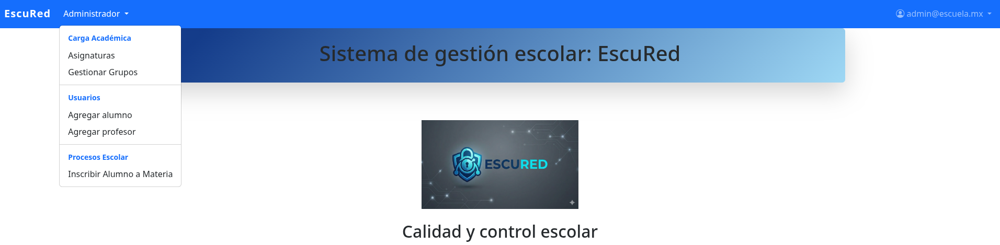 EscuRed Administrador admin@escuela.mx
Carga Académica
Asignaturas
Gestionar Grupos
Usuarios
Agregar alumno
Agregar profesor
Procesos Escolar
Inscribir Alumno a Materia
Sistema de gestión escolar: EscuRed
ESCURED
Calidad y control escolar